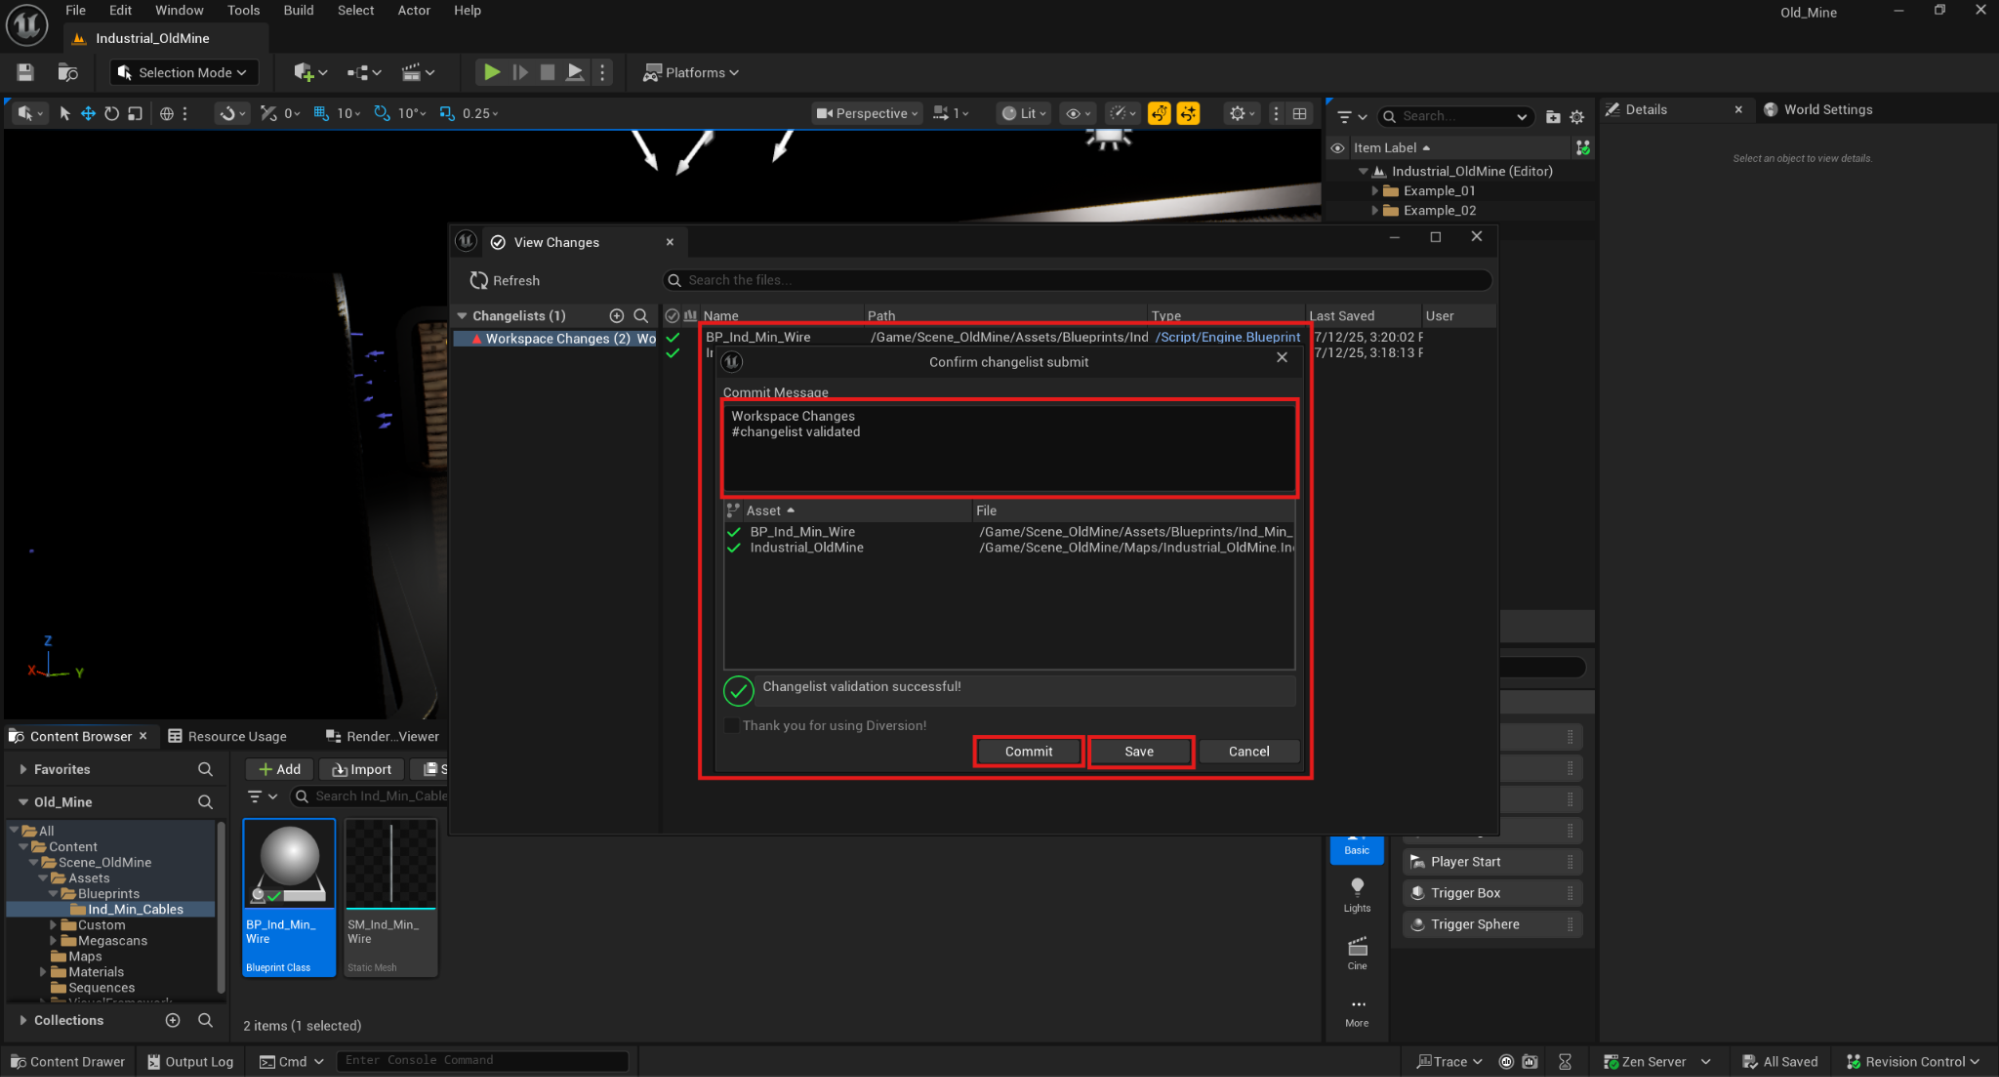 File Edit Window Tools Build Select Actor Help
Old_Mine
Industrial_OldMine
Selection Mode
Platforms
0 10 10° 0.25
Perspective 1 Lit
Search...
Details
World Settings
Item Label
Select an object to view details.
Industrial_OldMine (Editor)
Example_01
Example_02
View Changes
Refresh
Search the files...
Changelists (1)
Name Path Type Last Saved User
Workspace Changes (2) Wo
BP_Ind_Min_Wire /Game/Scene_OldMine/Assets/Blueprints/Ind /Script/Engine.Blueprint 7/12/25, 3:20:02
7/12/25, 3:18:13
Confirm changelist submit
Commit Message
Workspace Changes
#changelist validated
Asset File
BP_Ind_Min_Wire /Game/Scene_OldMine/Assets/Blueprints/Ind_Min_
Industrial_OldMine /Game/Scene_OldMine/Maps/Industrial_OldMine.In
Changelist validation successful!
Thank you for using Diversion!
Commit Save Cancel
Z
X
Y
Content Browser
Resource Usage
Render...Viewer
Favorites
Add
Import
S
Old_Mine
Search Ind_Min_Cable
All
Content
Scene_OldMine
Assets
Blueprints
Ind_Min_Cables
Custom
Megascans
Maps
Materials
Sequences
Collections
BP_Ind_Min_
Wire
Blueprint Class
SM_Ind_Min_
Wire
Static Mesh
2 items (1 selected)
Basic
Lights
Cine
More
Player Start
Trigger Box
Trigger Sphere
Content Drawer
Output Log
Cmd
Enter Console Command
Trace
Zen Server
All Saved
Revision Control